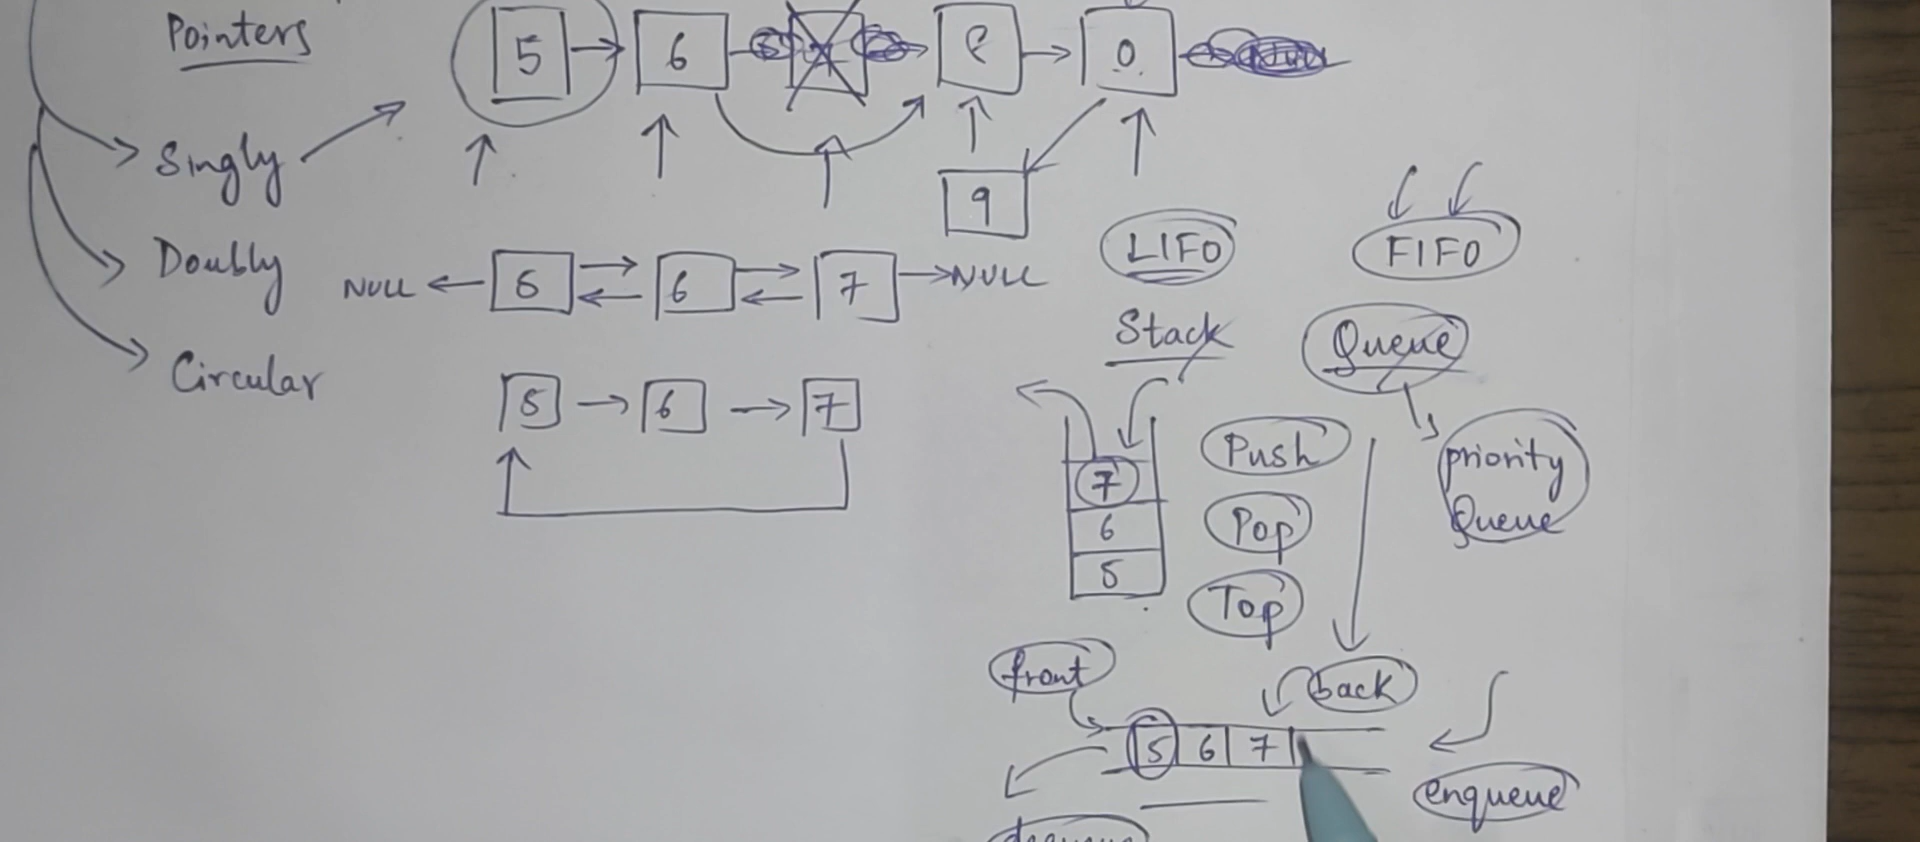 Pointers
5 → 6 → e → 0
Singly
9
Doubly
NULL ← 5 ⇄ 6 ⇄ 7 → NULL
Circular
5 → 6 → 7
LIFO
Stack
7
6
5
Push
Pop
Top
FIFO
Queue
priority
Queue
front
back
5 6 7
enqueue